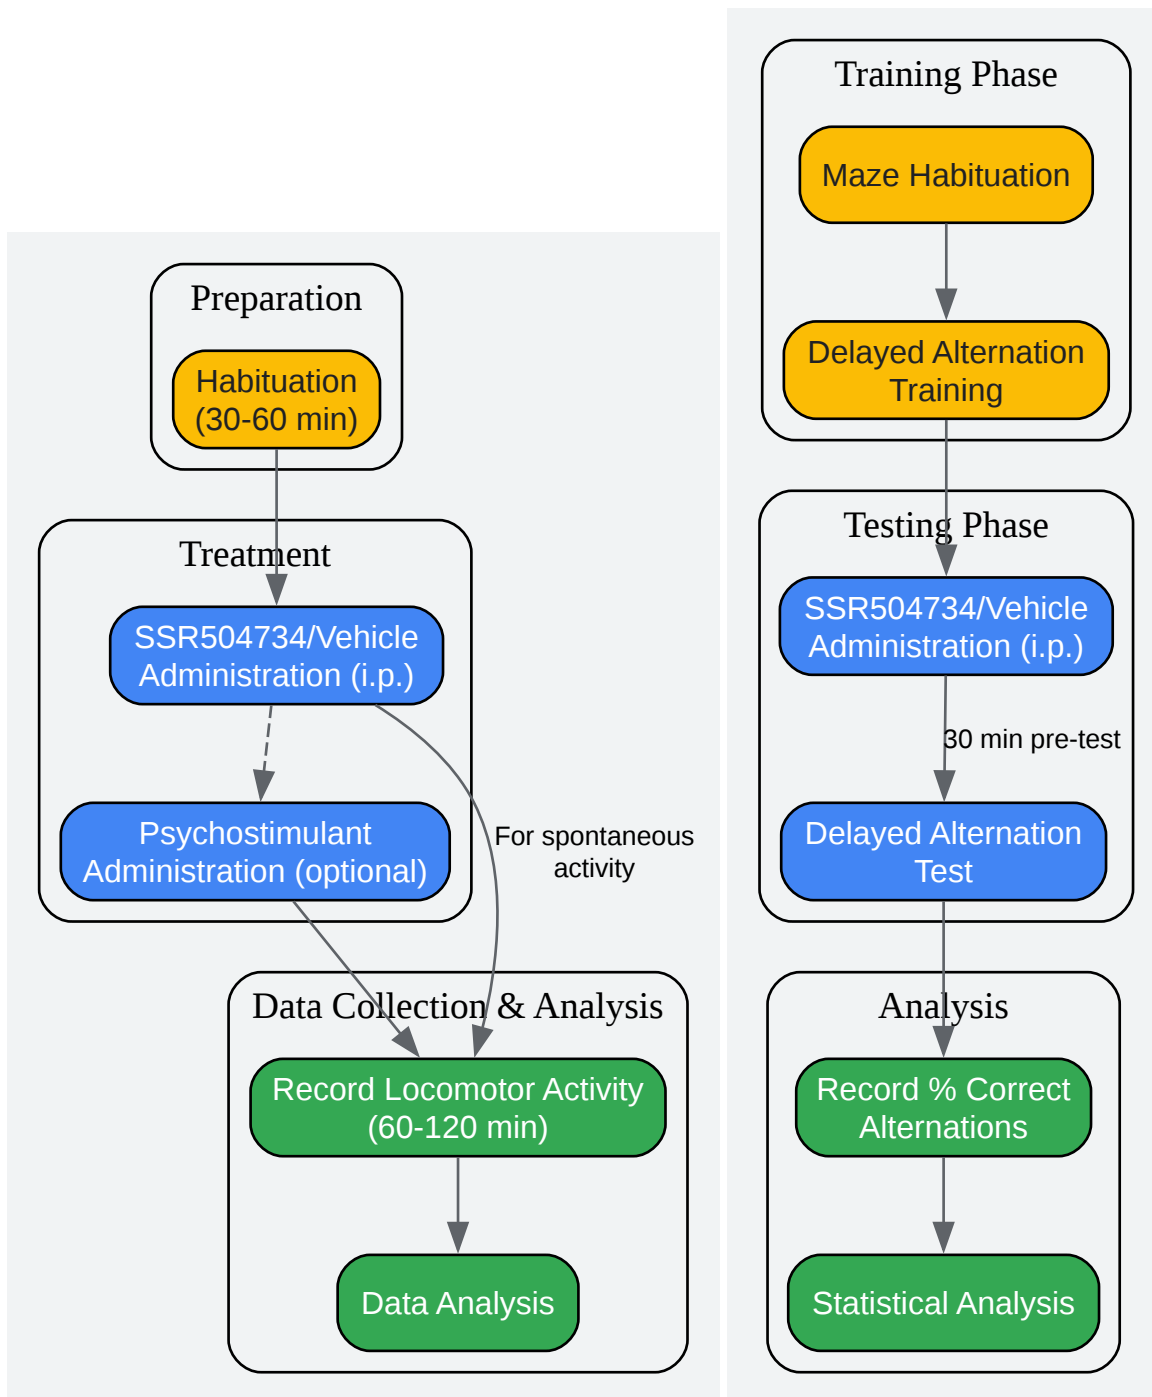 Preparation
Habituation
(30-60 min)
Treatment
SSR504734/Vehicle
Administration (i.p.)
Psychostimulant
Administration (optional)
For spontaneous
activity
Data Collection & Analysis
Record Locomotor Activity
(60-120 min)
Data Analysis
Training Phase
Maze Habituation
Delayed Alternation
Training
Testing Phase
SSR504734/Vehicle
Administration (i.p.)
30 min pre-test
Delayed Alternation
Test
Analysis
Record % Correct
Alternations
Statistical Analysis